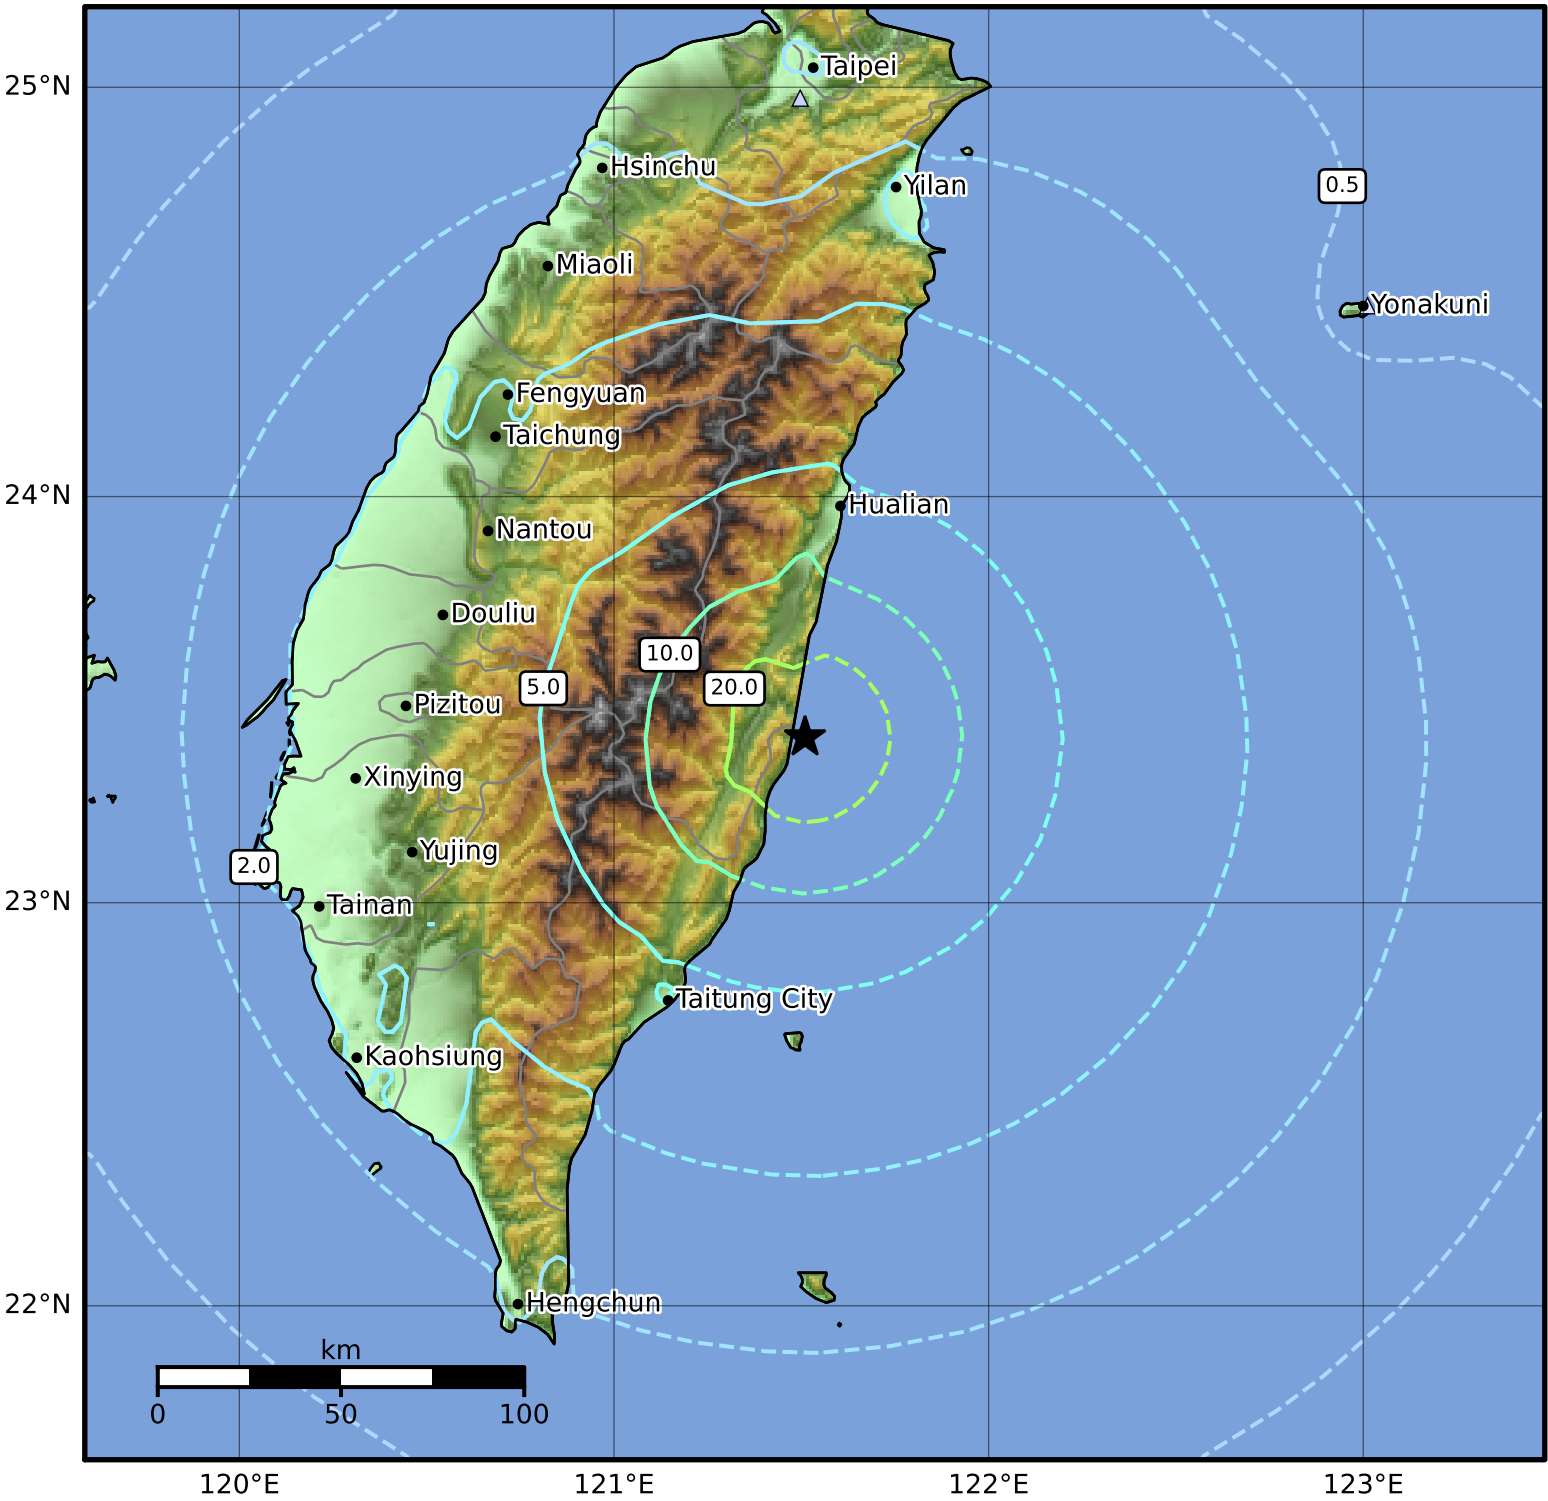 25°N
Taipei
Hsinchu
Yilan
0.5
Miaoli
Yonakuni
Fengyuan
Taichung
24°N
Hualian
Nantou
Douliu
10.0
5.0
20.0
Pizitou
Xinying
Yujing
2.0
23°N
Tainan
Taitung City
Kaohsiung
22°N
Hengchun
km
0
50
100
120°E
121°E
122°E
123°E